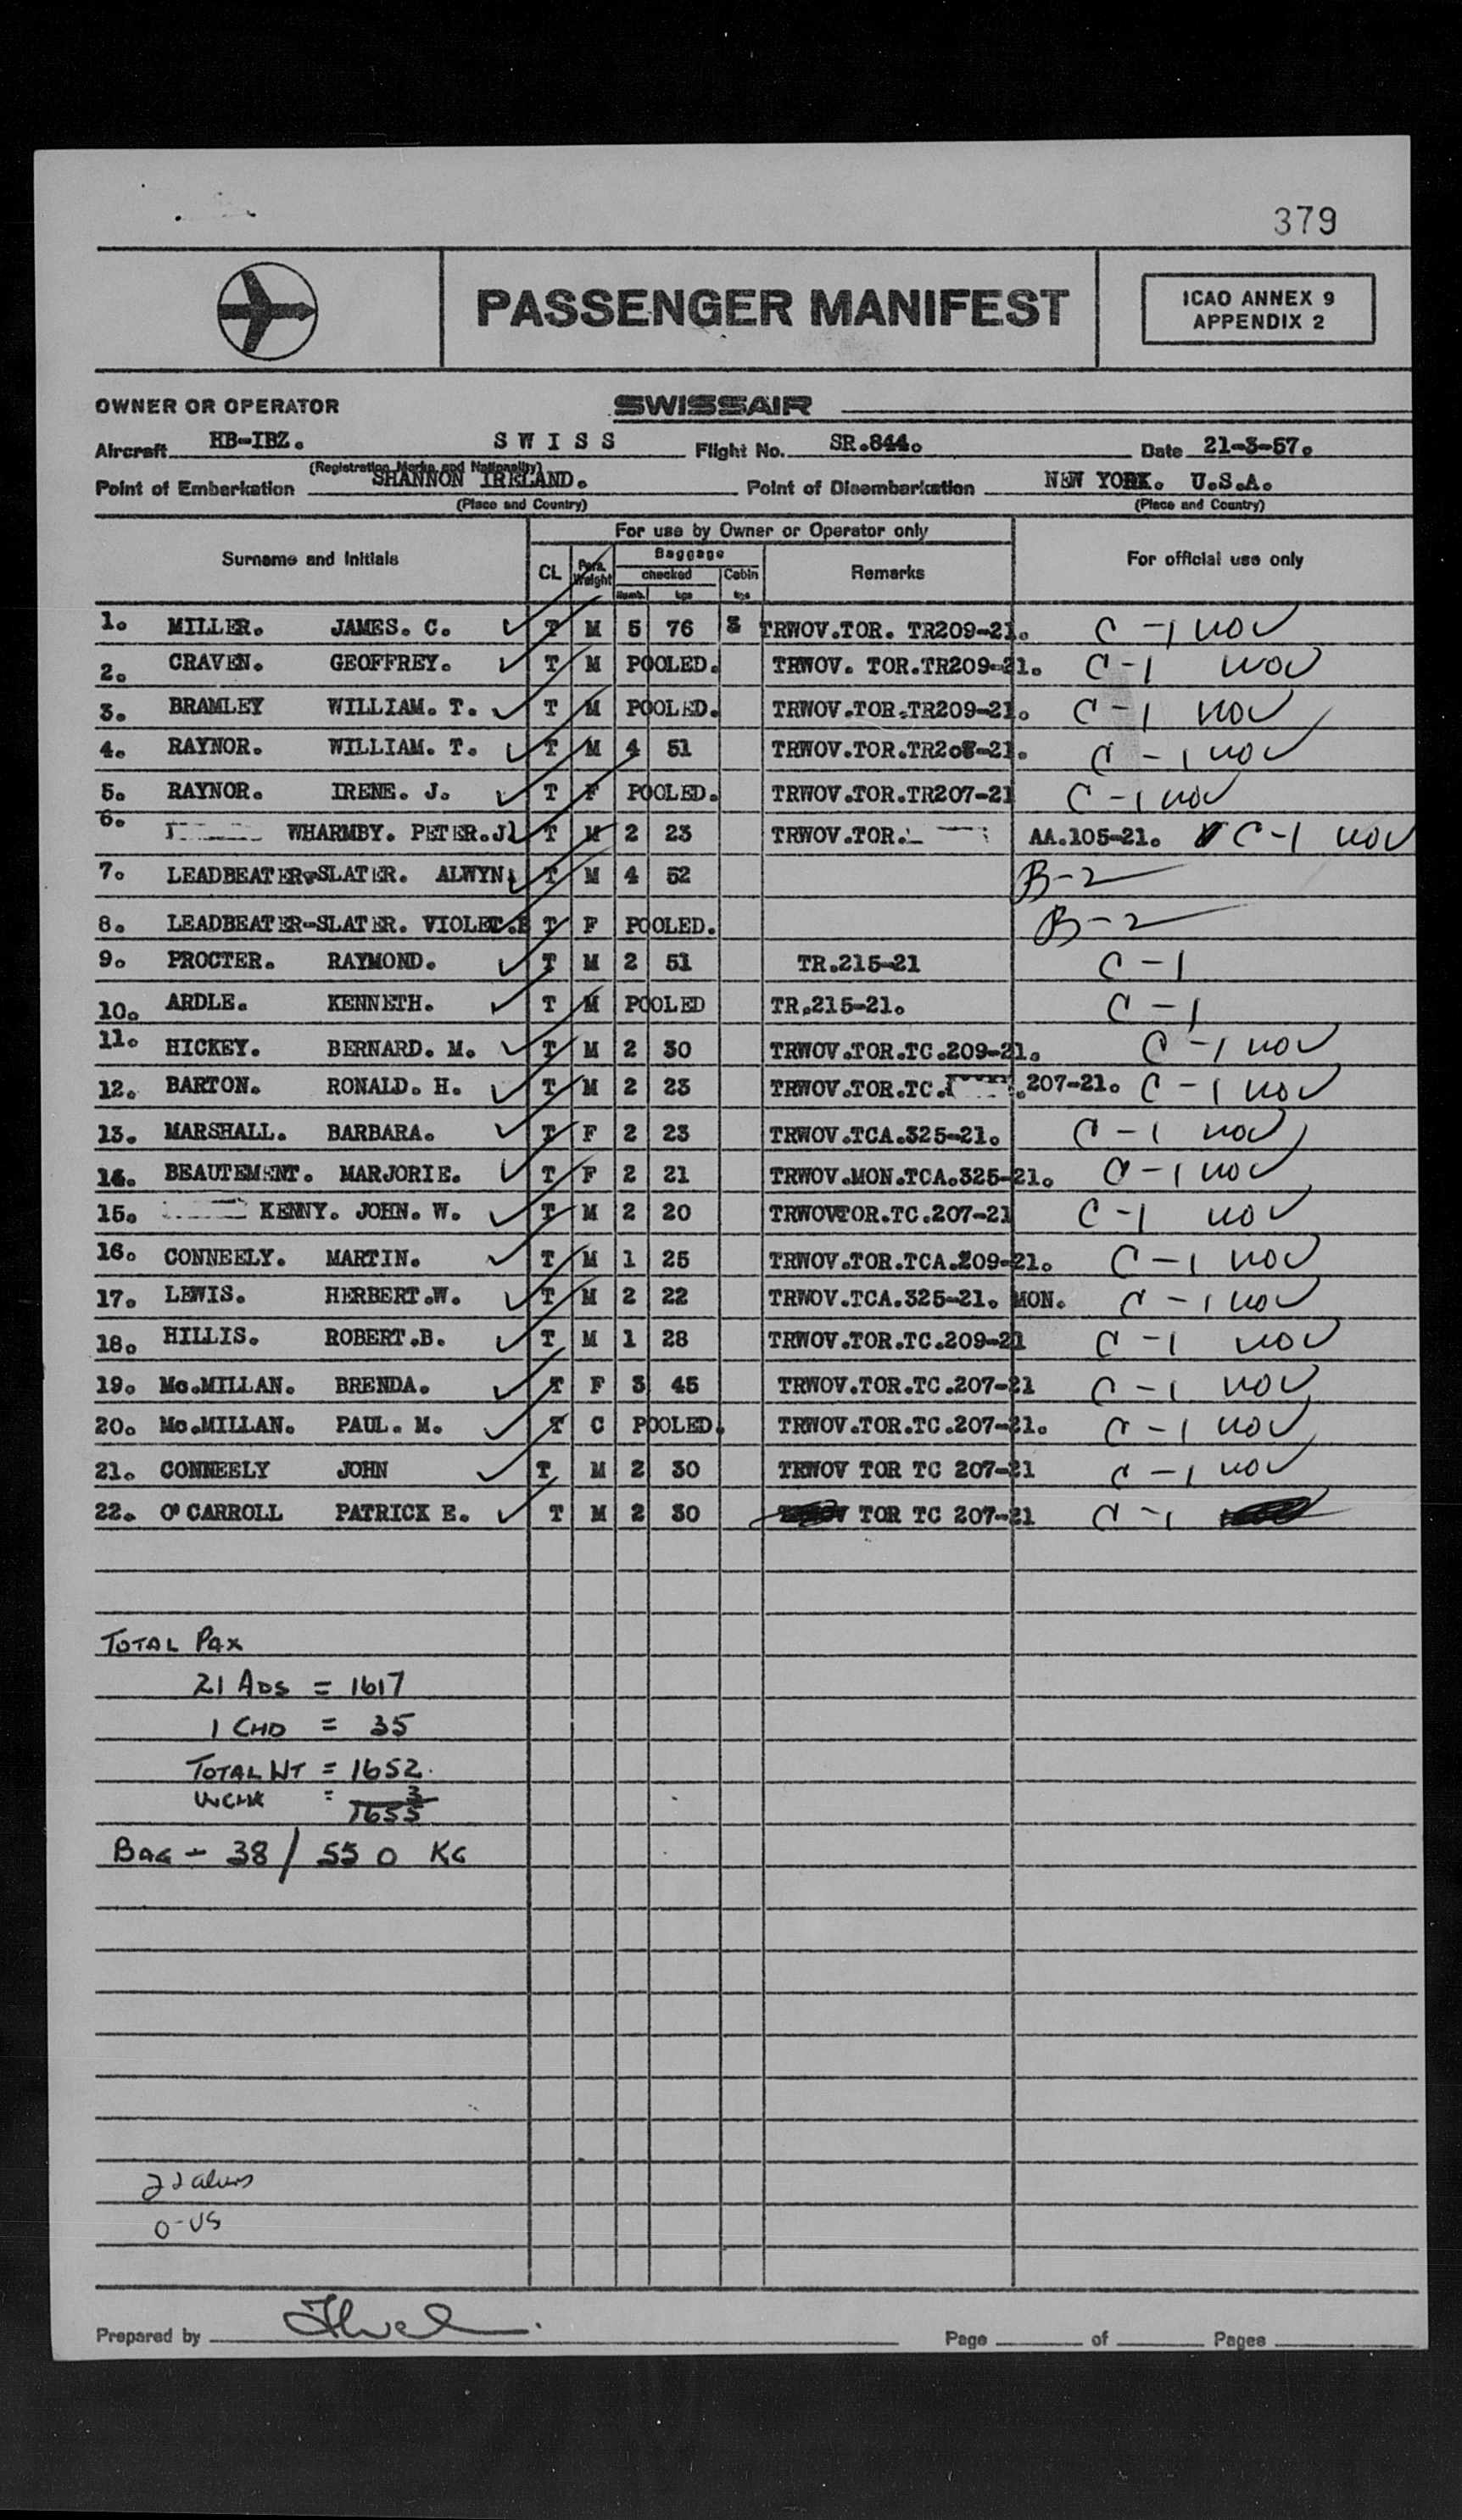 379
PASSENGER MANIFEST
ICAO ANNEX 9
APPENDIX 2
OWNER OR OPERATOR SWISSAIR
Aircraft HB-IBZ. S W I S S Flight No. SR.844. Date 21-3-57.
(Registration Marks and Nationality)
Point of Embarkation SHANNON IRELAND. Point of Disembarkation NEW YORK. U.S.A.
(Place and Country) (Place and Country)
For use by Owner or Operator only
Surname and Initials CL Pers. Weight Baggage Remarks For official use only
checked Cabin
Numb. kgs kgs
1. MILLER. JAMES. C. T M 5 76 3 TRWOV.TOR. TR209-21. C-1 WOV
2. CRAVEN. GEOFFREY. T M POOLED. TRWOV. TOR.TR209-21. C-1 WOV
3. BRAMLEY WILLIAM. T. T M POOLED. TRWOV.TOR.TR209-21. C-1 WOV
4. RAYNOR. WILLIAM. T. T M 4 51 TRWOV.TOR.TR207-21. C-1 WOV
5. RAYNOR. IRENE. J. T F POOLED. TRWOV.TOR.TR207-21 C-1 WOV
6. WHARMBY. PETER.J T M 2 23 TRWOV.TOR. AA.105-21. C-1 WOV
7. LEADBEATER-SLATER. ALWYN. T M 4 52 B-2
8. LEADBEATER-SLATER. VIOLET.E T F POOLED. B-2
9. PROCTER. RAYMOND. T M 2 51 TR.215-21 C-1
10. ARDLE. KENNETH. T M POOLED TR.215-21. C-1
11. HICKEY. BERNARD. M. T M 2 30 TRWOV.TOR.TC.209-21. C-1 WOV
12. BARTON. RONALD. H. T M 2 23 TRWOV.TOR.TC. .207-21. C-1 WOV
13. MARSHALL. BARBARA. T F 2 23 TRWOV.TCA.325-21. C-1 WOV
14. BEAUTEMENT. MARJORIE. T F 2 21 TRWOV.MON.TCA.325-21. C-1 WOV
15. KENNY. JOHN. W. T M 2 20 TRWOVTOR.TC.207-21 C-1 WOV
16. CONNEELY. MARTIN. T M 1 25 TRWOV.TOR.TCA.209-21. C-1 WOV
17. LEWIS. HERBERT.W. T M 2 22 TRWOV.TCA.325-21. MON. C-1 WOV
18. HILLIS. ROBERT.B. T M 1 28 TRWOV.TOR.TC.209-21 C-1 WOV
19. Mc.MILLAN. BRENDA. T F 3 45 TRWOV.TOR.TC.207-21 C-1 WOV
20. Mc.MILLAN. PAUL. M. T C POOLED. TRWOV.TOR.TC.207-21. C-1 WOV
21. CONNEELY JOHN T M 2 30 TRWOV TOR TC 207-21 C-1 WOV
22. O'CARROLL PATRICK E. T M 2 30 TOR TC 207-21 C-1
TOTAL PAX
21 ADS = 1617
1 CHD = 35
TOTAL WT = 1652.
UNCHK = 3
1655
BAG - 38 / 550 KG
22 aliens
0-US
Prepared by
Page of Pages